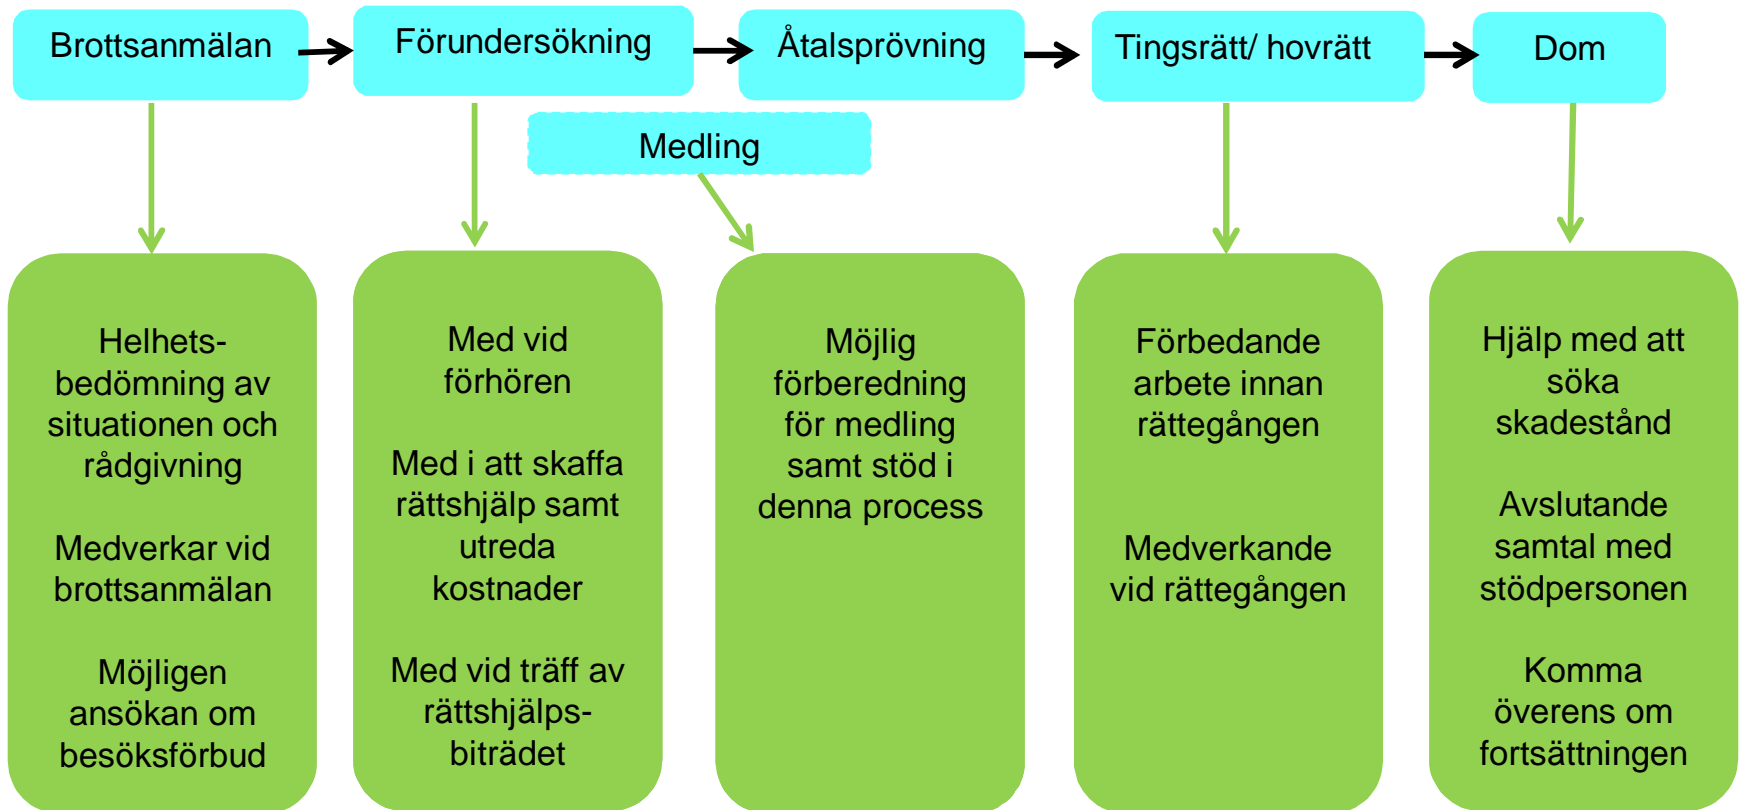 Brottsanmälan
Förundersökning
Åtalsprövning
Tingsrätt/ hovrätt
Dom
Medling
Helhets-
bedömning av
situationen och
rådgivning
Medverkar vid
brottsanmälan
Möjligen
ansökan om
besöksförbud
Med vid
förhören
Med i att skaffa
rättshjälp samt
utreda
kostnader
Med vid träff av
rättshjälps-
biträdet
Möjlig
förberedning
för medling
samt stöd i
denna process
Förbedande
arbete innan
rättegången
Medverkande
vid rättegången
Hjälp med att
söka
skadestånd
Avslutande
samtal med
stödpersonen
Komma
överens om
fortsättningen